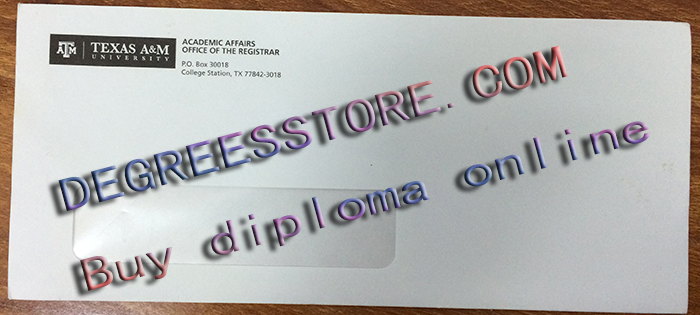 ATM | TEXAS A&M
UNIVERSITY
ACADEMIC AFFAIRS
OFFICE OF THE REGISTRAR
P.O. Box 30018
College Station, TX 77842-3018
DEGREESSTORE.COM
Buy diploma online